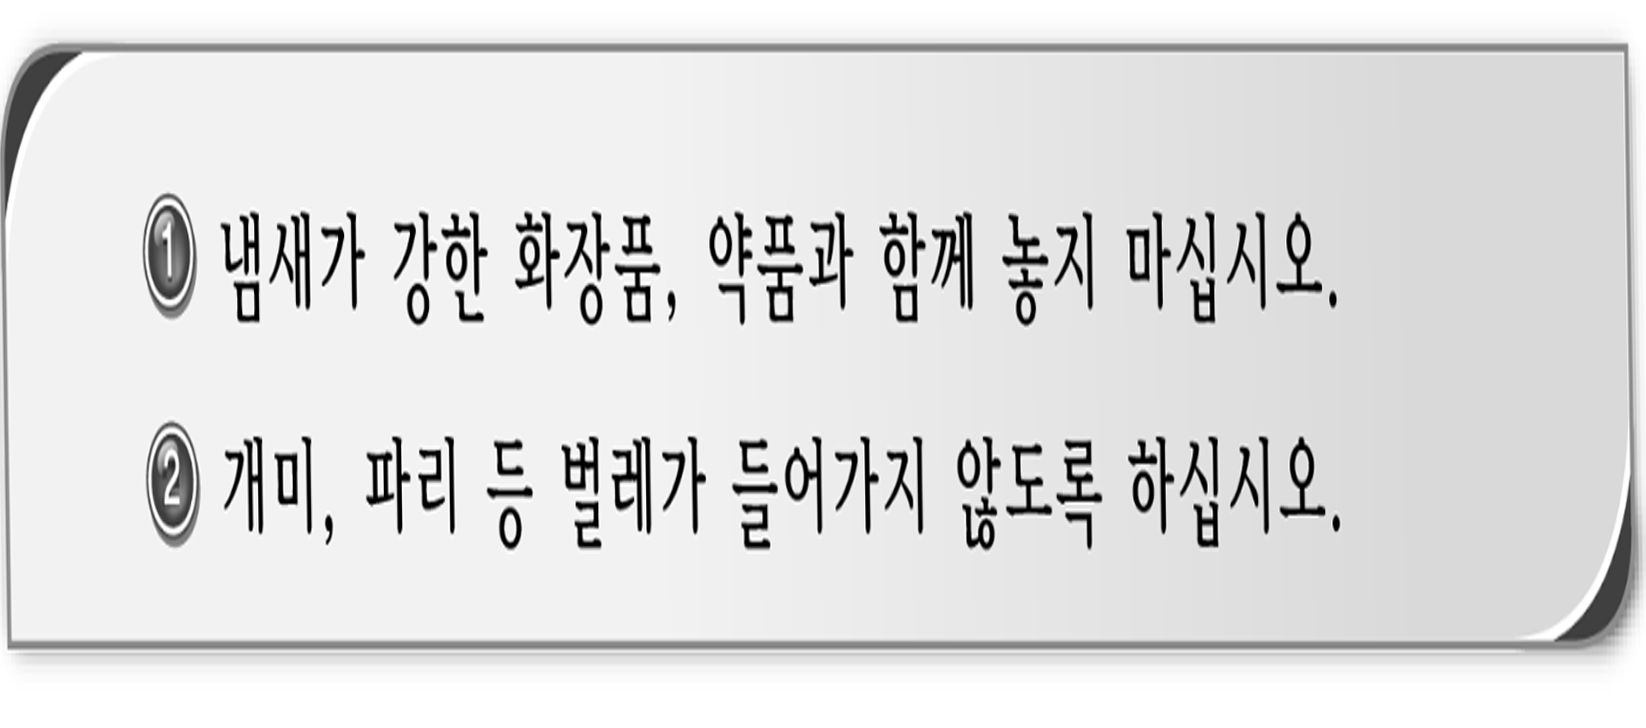 1 냄새가 강한 화장품, 약품과 함께 놓지 마십시오.
2 개미, 파리 등 벌레가 들어가지 않도록 하십시오.